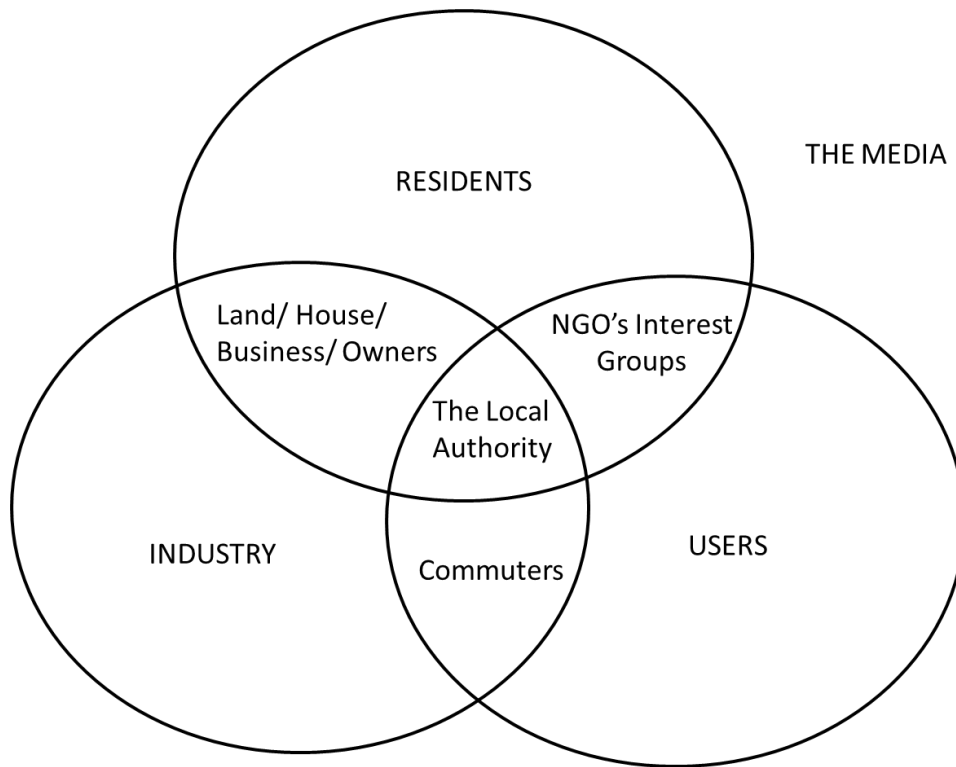 THE MEDIA
RESIDENTS
Land/ House/
Business/ Owners
NGO’s Interest
Groups
The Local
Authority
INDUSTRY
Commuters
USERS